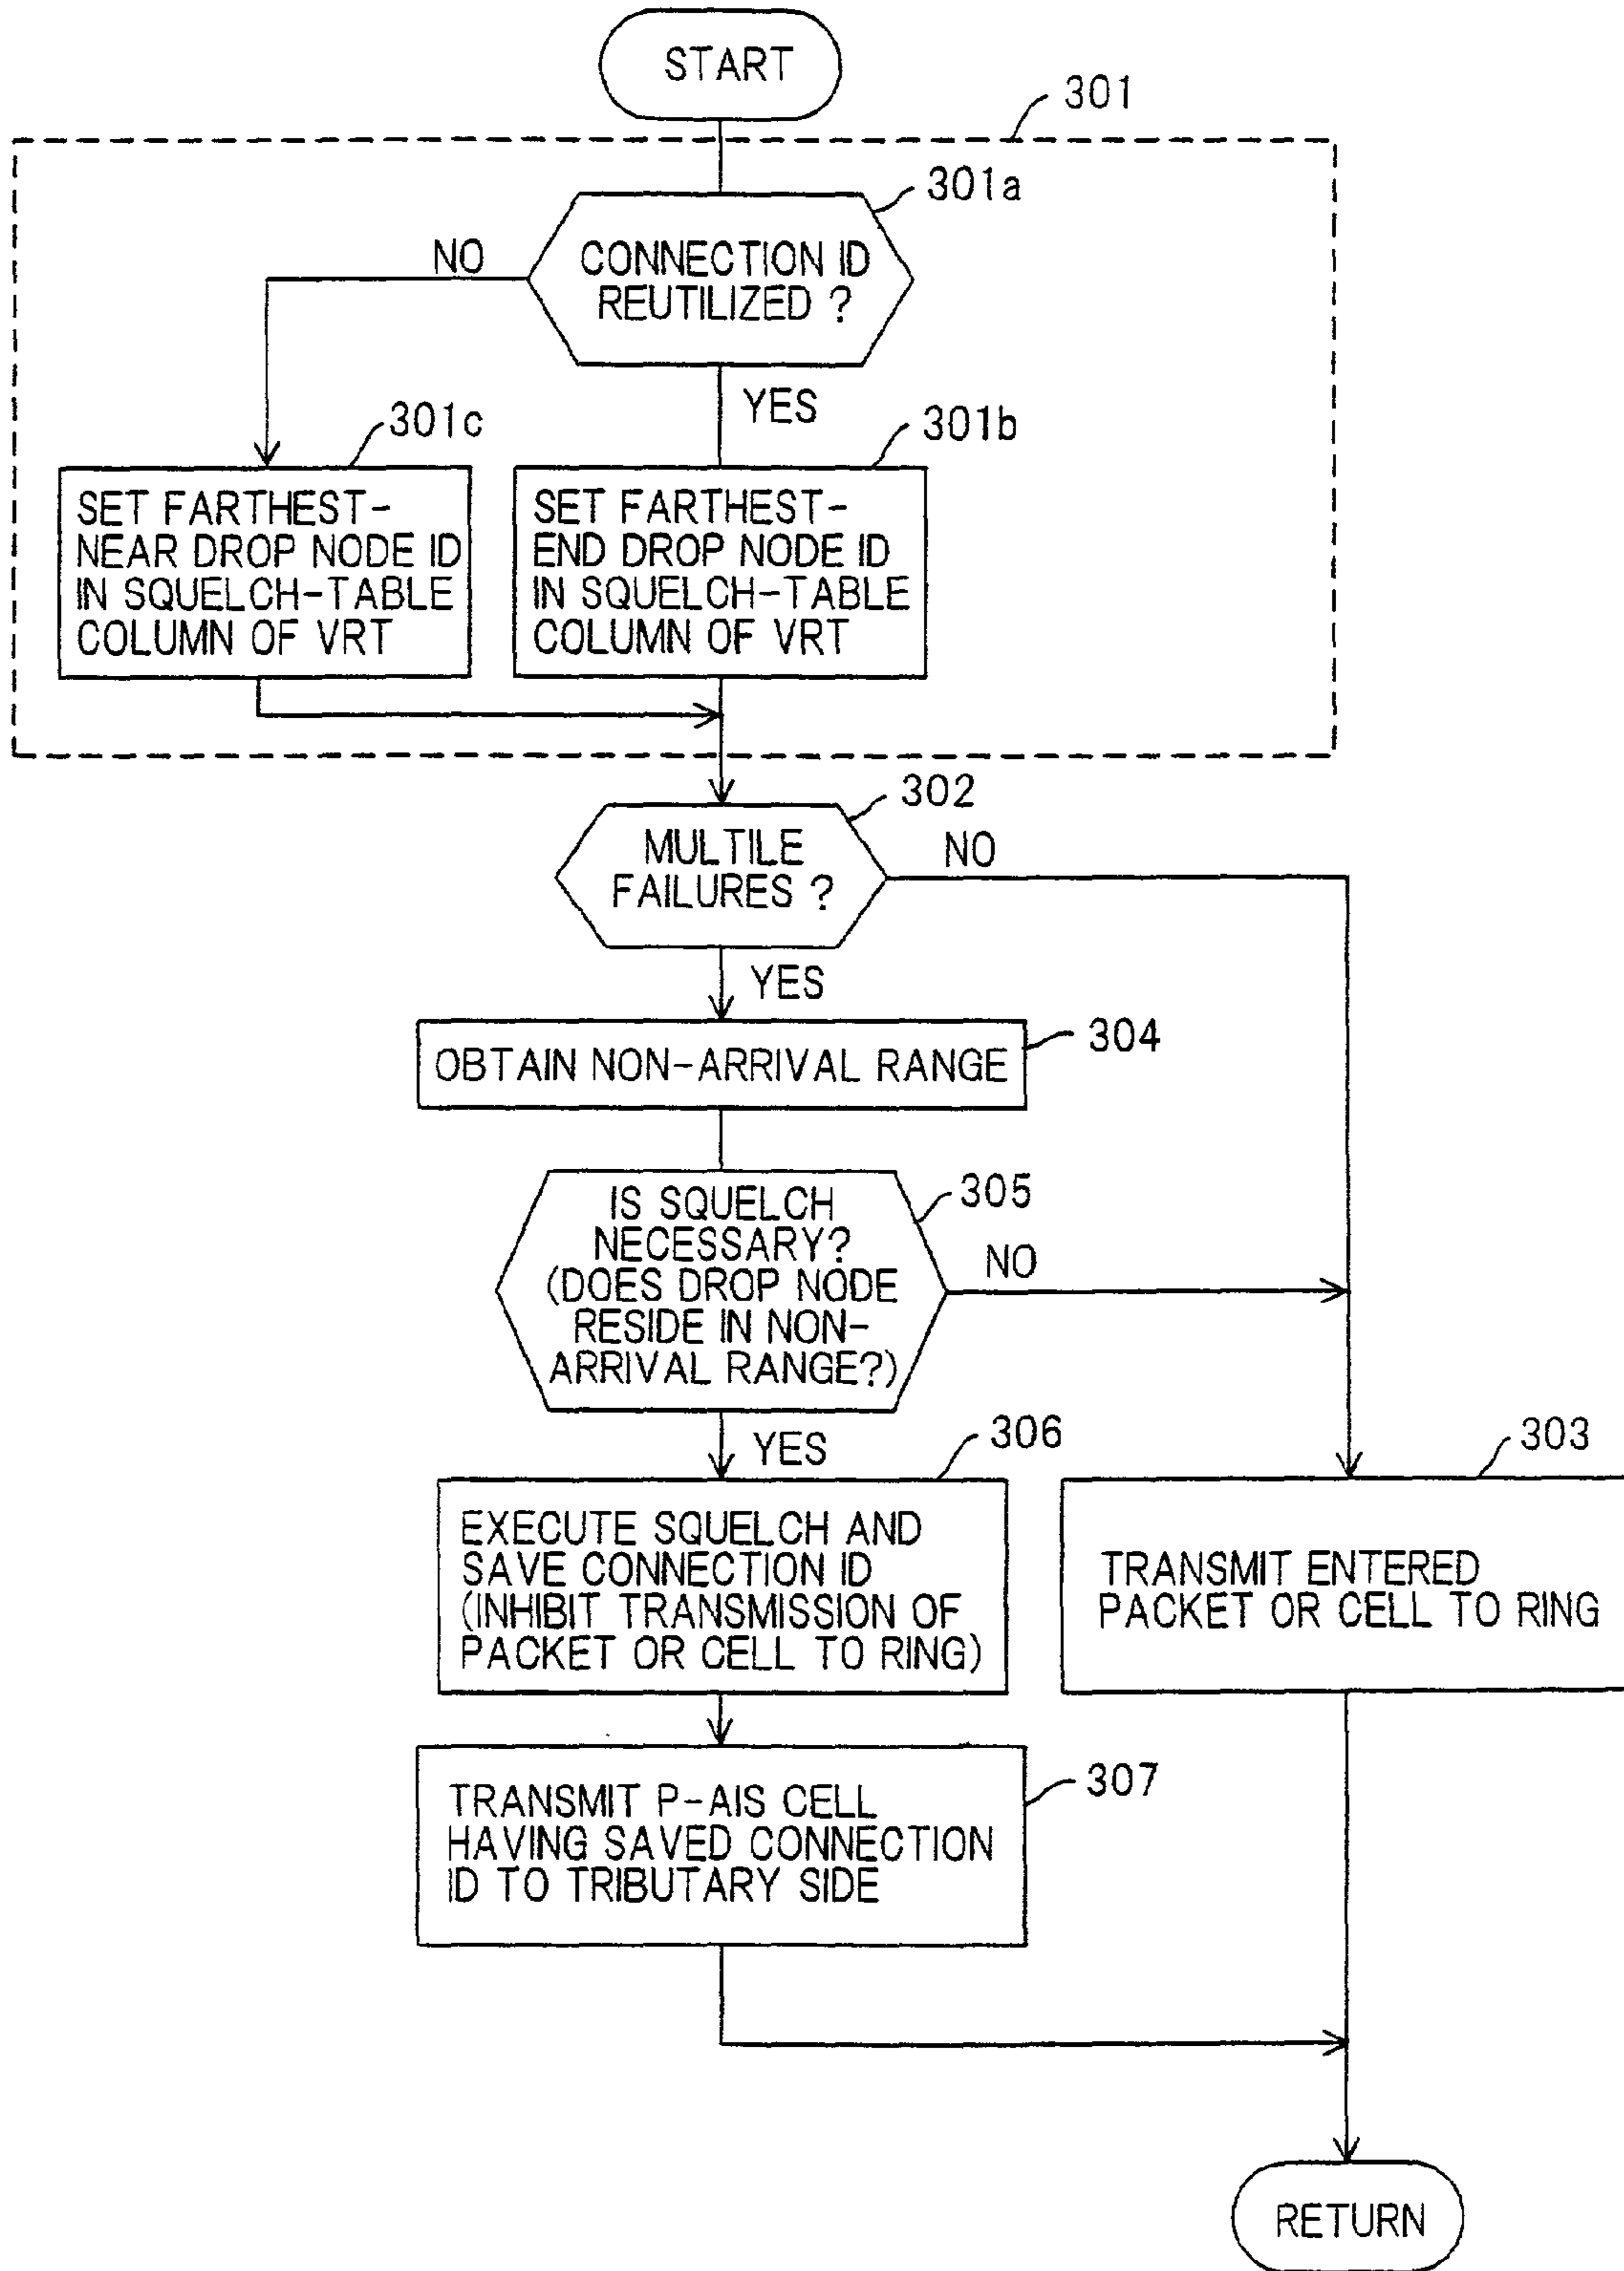 START
301
301a
CONNECTION ID
REUTILIZED ?
NO
YES
301c
301b
SET FARTHEST-
NEAR DROP NODE ID
IN SQUELCH-TABLE
COLUMN OF VRT
SET FARTHEST-
END DROP NODE ID
IN SQUELCH-TABLE
COLUMN OF VRT
302
MULTILE
FAILURES ?
NO
YES
304
OBTAIN NON-ARRIVAL RANGE
305
IS SQUELCH
NECESSARY?
(DOES DROP NODE
RESIDE IN NON-
ARRIVAL RANGE?)
NO
YES
306
EXECUTE SQUELCH AND
SAVE CONNECTION ID
(INHIBIT TRANSMISSION OF
PACKET OR CELL TO RING)
303
TRANSMIT ENTERED
PACKET OR CELL TO RING
307
TRANSMIT P-AIS CELL
HAVING SAVED CONNECTION
ID TO TRIBUTARY SIDE
RETURN